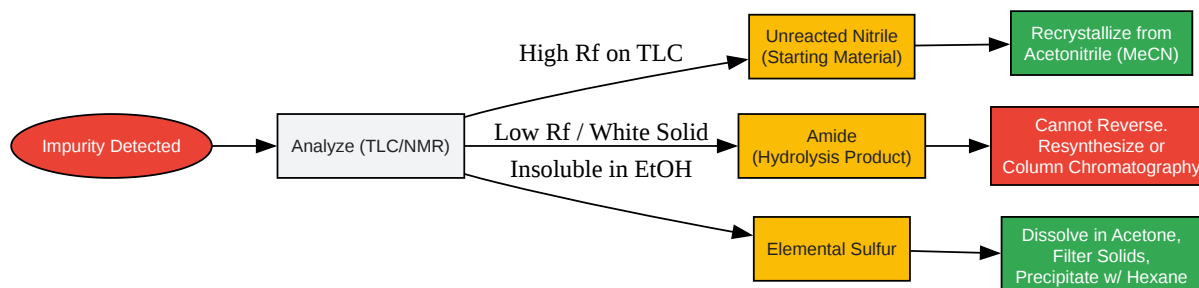 Impurity Detected
Analyze (TLC/NMR)
High Rf on TLC
Unreacted Nitrile
(Starting Material)
Recrystallize from
Acetonitrile (MeCN)
Low Rf / White Solid
Amide
(Hydrolysis Product)
Cannot Reverse.
Resynthesize or
Column Chromatography
Insoluble in EtOH
Elemental Sulfur
Dissolve in Acetone,
Filter Solids,
Precipitate w/ Hexane